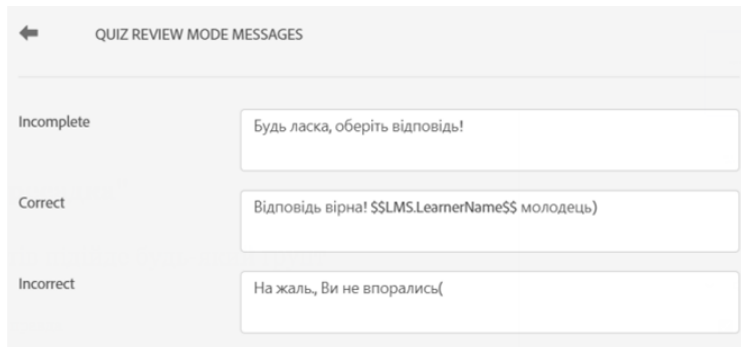 QUIZ REVIEW MODE MESSAGES
Incomplete
Будь ласка, оберіть відповідь!
Correct
Відповідь вірна! $$LMS.LearnerName$$ молодець)
Incorrect
На жаль., Ви не впорались(